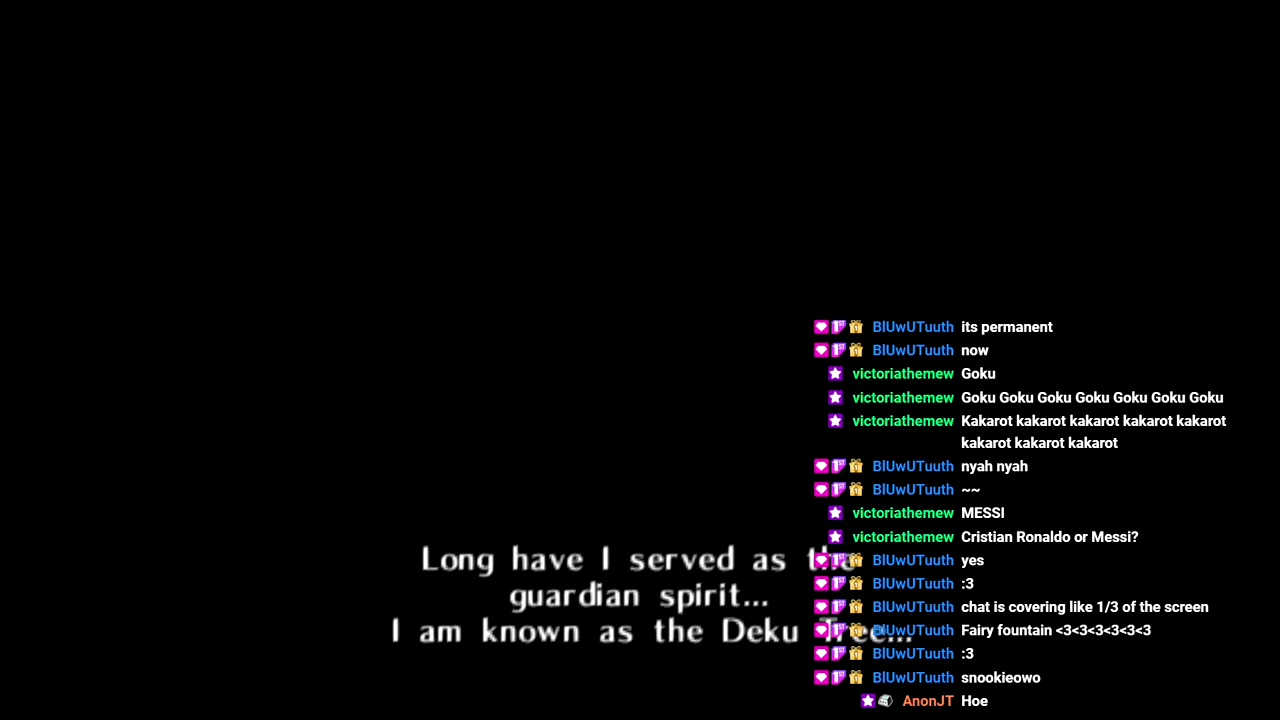 BlUwUTuuth its permanent
BlUwUTuuth now
victoriathemew Goku
victoriathemew Goku Goku Goku Goku Goku Goku Goku
victoriathemew Kakarot kakarot kakarot kakarot kakarot
kakarot kakarot kakarot
BlUwUTuuth nyah nyah
BlUwUTuuth ~~
victoriathemew MESSI
victoriathemew Cristian Ronaldo or Messi?
BlUwUTuuth yes
BlUwUTuuth :3
BlUwUTuuth chat is covering like 1/3 of the screen
BlUwUTuuth Fairy fountain <3<3<3<3<3<3
BlUwUTuuth :3
BlUwUTuuth snookieowo
AnonJT Hoe
Long have I served as the
guardian spirit...
I am known as the Deku Tree...